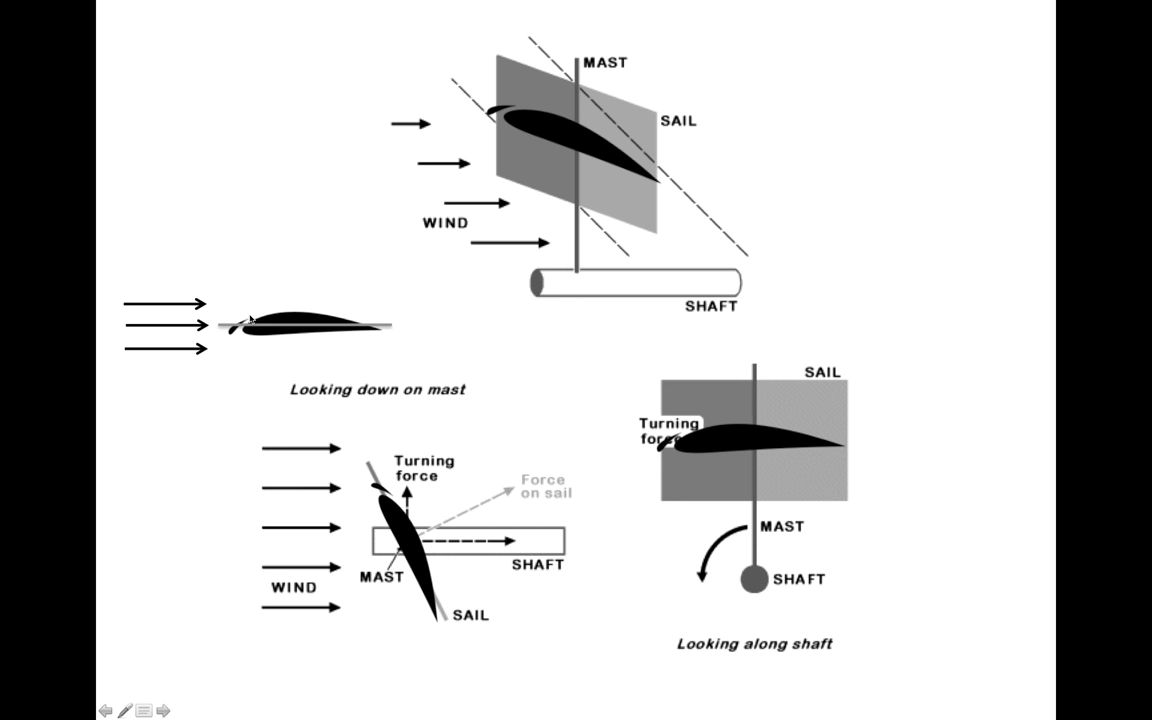 MAST
SAIL
WIND
SHAFT
Looking down on mast
SAIL
Turning
force
Turning
force
Force
on sail
MAST
SHAFT
MAST
SHAFT
WIND
SAIL
Looking along shaft